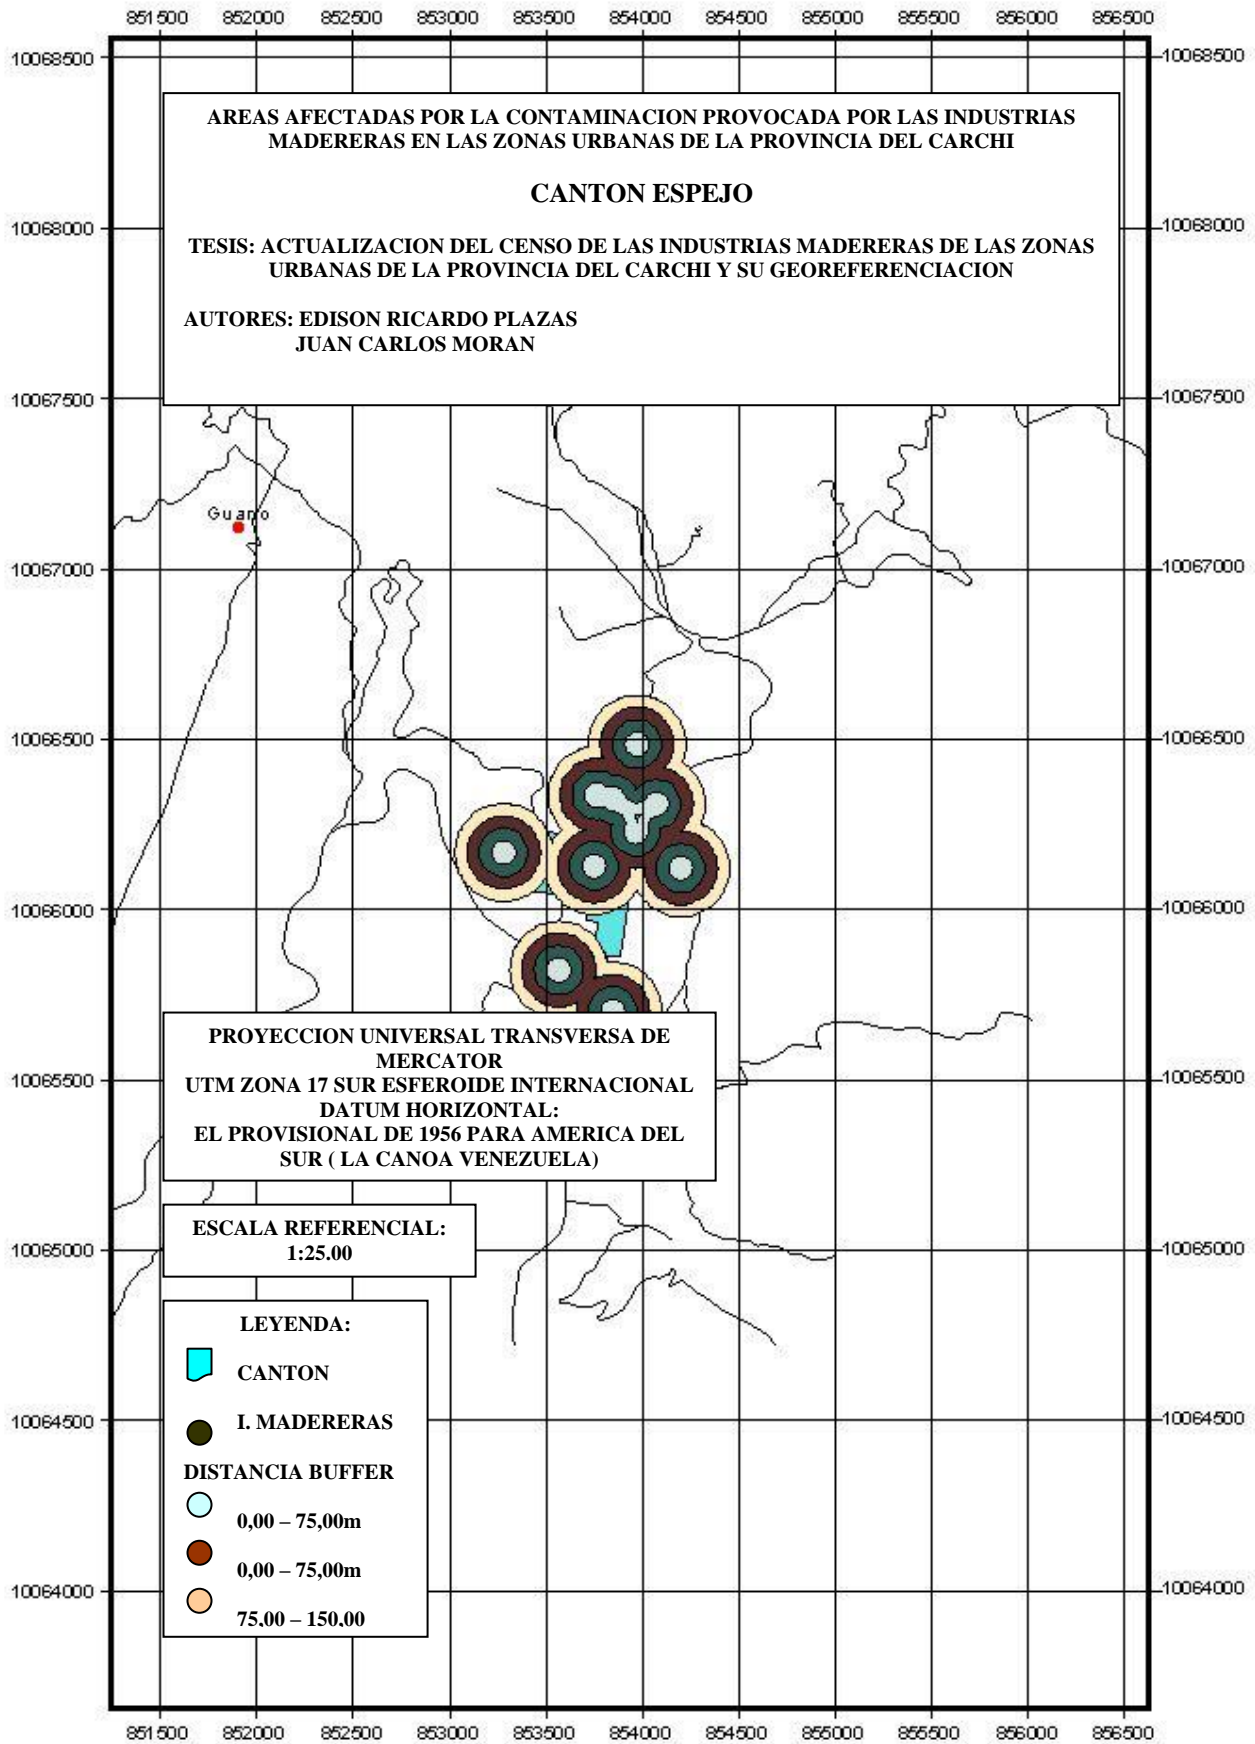 851500 852000 852500 853000 853500 854000 854500 855000 855500 856000 856500
10068500 10068500
AREAS AFECTADAS POR LA CONTAMINACION PROVOCADA POR LAS INDUSTRIAS
MADERERAS EN LAS ZONAS URBANAS DE LA PROVINCIA DEL CARCHI
CANTON ESPEJO
10068000 10068000
TESIS: ACTUALIZACION DEL CENSO DE LAS INDUSTRIAS MADERERAS DE LAS ZONAS
URBANAS DE LA PROVINCIA DEL CARCHI Y SU GEOREFERENCIACION
AUTORES: EDISON RICARDO PLAZAS
JUAN CARLOS MORAN
10067500 10067500
Guano
10067000 10067000
10066500 10066500
10066000 10066000
PROYECCION UNIVERSAL TRANSVERSA DE
MERCATOR
UTM ZONA 17 SUR ESFEROIDE INTERNACIONAL
DATUM HORIZONTAL:
EL PROVISIONAL DE 1956 PARA AMERICA DEL
SUR ( LA CANOA VENEZUELA)
10065500 10065500
ESCALA REFERENCIAL:
1:25.00
10065000 10065000
LEYENDA:
CANTON
I. MADERERAS
10064500 10064500
DISTANCIA BUFFER
0,00 – 75,00m
0,00 – 75,00m
75,00 – 150,00
10064000 10064000
851500 852000 852500 853000 853500 854000 854500 855000 855500 856000 856500